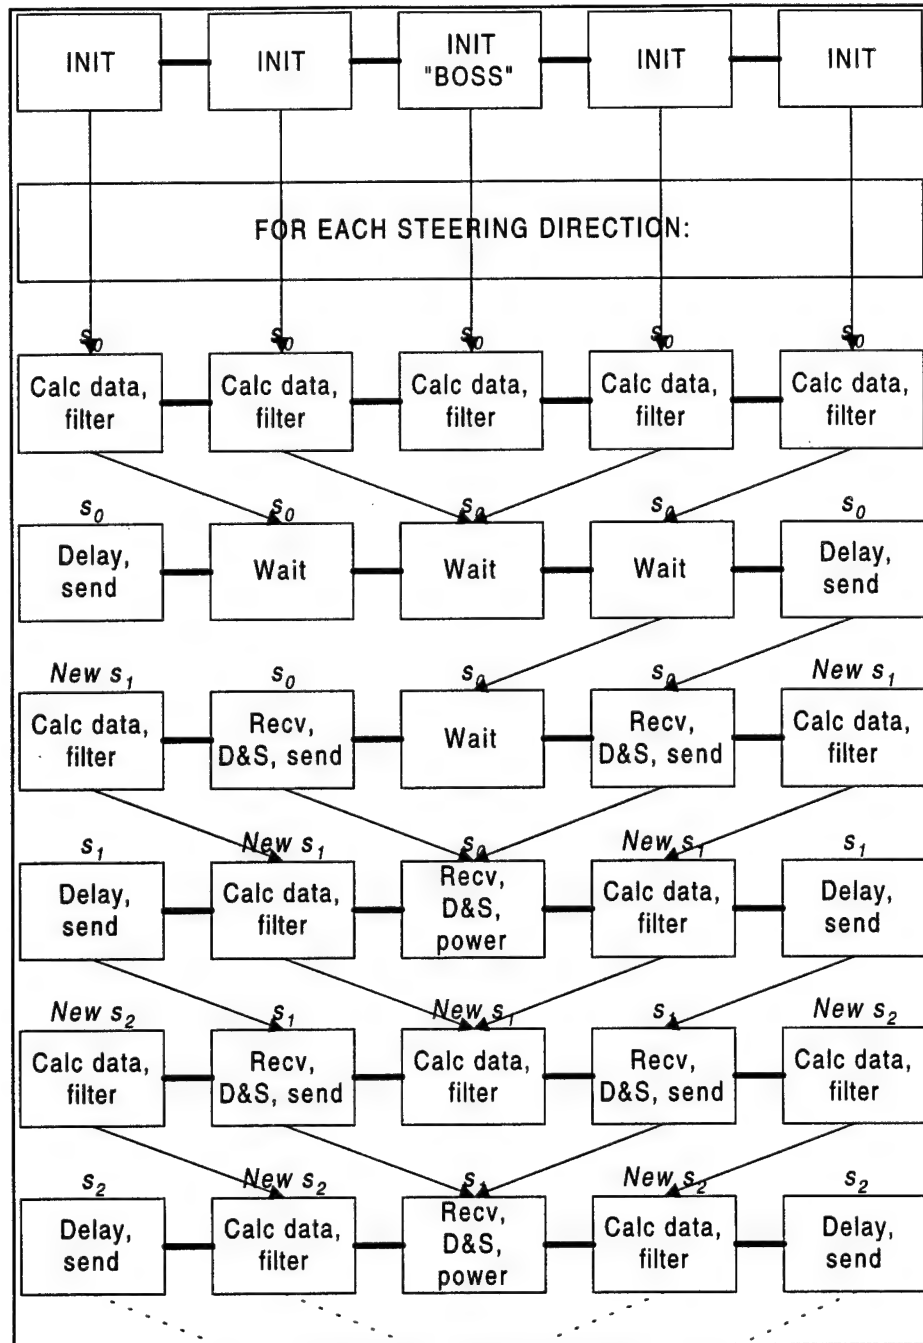 INIT INIT INIT "BOSS" INIT INIT
FOR EACH STEERING DIRECTION:
s0 s0 s0 s0 s0
Calc data, filter Calc data, filter Calc data, filter Calc data, filter Calc data, filter
s0 s0 s0 s0 s0
Delay, send Wait Wait Wait Delay, send
New s1 s0 s0 s0 New s1
Calc data, filter Recv, D&S, send Wait Recv, D&S, send Calc data, filter
s1 New s1 s0 New s1 s1
Delay, send Calc data, filter Recv, D&S, power Calc data, filter Delay, send
New s2 s1 New s1 s1 New s2
Calc data, filter Recv, D&S, send Calc data, filter Recv, D&S, send Calc data, filter
s2 New s2 s1 New s2 s2
Delay, send Calc data, filter Recv, D&S, power Calc data, filter Delay, send